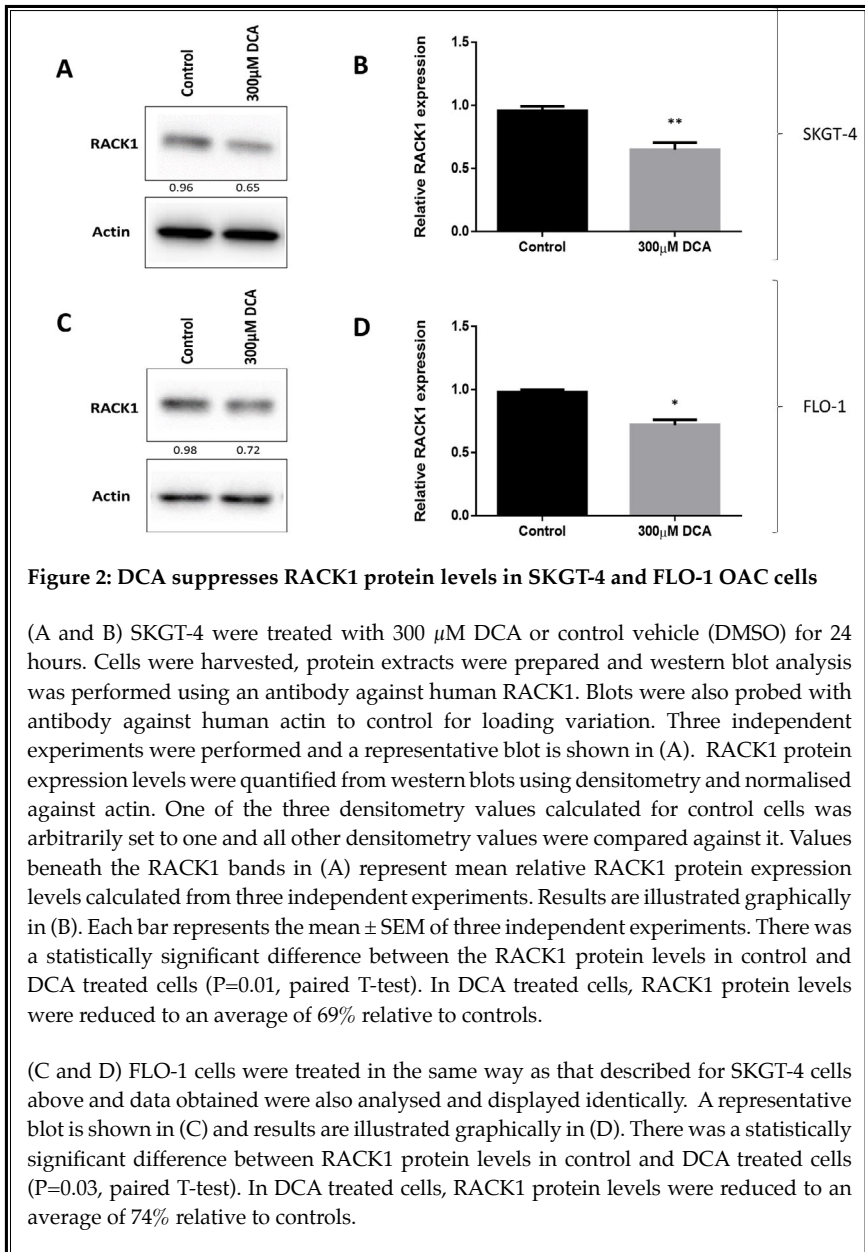 A
Control
300µM DCA
RACK1
0.96 0.65
Actin
B
Relative RACK1 expression
1.5
1.0
0.5
0.0
**
Control 300µM DCA
SKGT-4
C
Control
300µM DCA
RACK1
0.98 0.72
Actin
D
Relative RACK1 expression
1.5
1.0
0.5
0.0
*
Control 300µM DCA
FLO-1
Figure 2: DCA suppresses RACK1 protein levels in SKGT-4 and FLO-1 OAC cells
(A and B) SKGT-4 were treated with 300 µM DCA or control vehicle (DMSO) for 24
hours. Cells were harvested, protein extracts were prepared and western blot analysis
was performed using an antibody against human RACK1. Blots were also probed with
antibody against human actin to control for loading variation. Three independent
experiments were performed and a representative blot is shown in (A). RACK1 protein
expression levels were quantified from western blots using densitometry and normalised
against actin. One of the three densitometry values calculated for control cells was
arbitrarily set to one and all other densitometry values were compared against it. Values
beneath the RACK1 bands in (A) represent mean relative RACK1 protein expression
levels calculated from three independent experiments. Results are illustrated graphically
in (B). Each bar represents the mean ± SEM of three independent experiments. There was
a statistically significant difference between the RACK1 protein levels in control and
DCA treated cells (P=0.01, paired T-test). In DCA treated cells, RACK1 protein levels
were reduced to an average of 69% relative to controls.
(C and D) FLO-1 cells were treated in the same way as that described for SKGT-4 cells
above and data obtained were also analysed and displayed identically. A representative
blot is shown in (C) and results are illustrated graphically in (D). There was a statistically
significant difference between RACK1 protein levels in control and DCA treated cells
(P=0.03, paired T-test). In DCA treated cells, RACK1 protein levels were reduced to an
average of 74% relative to controls.